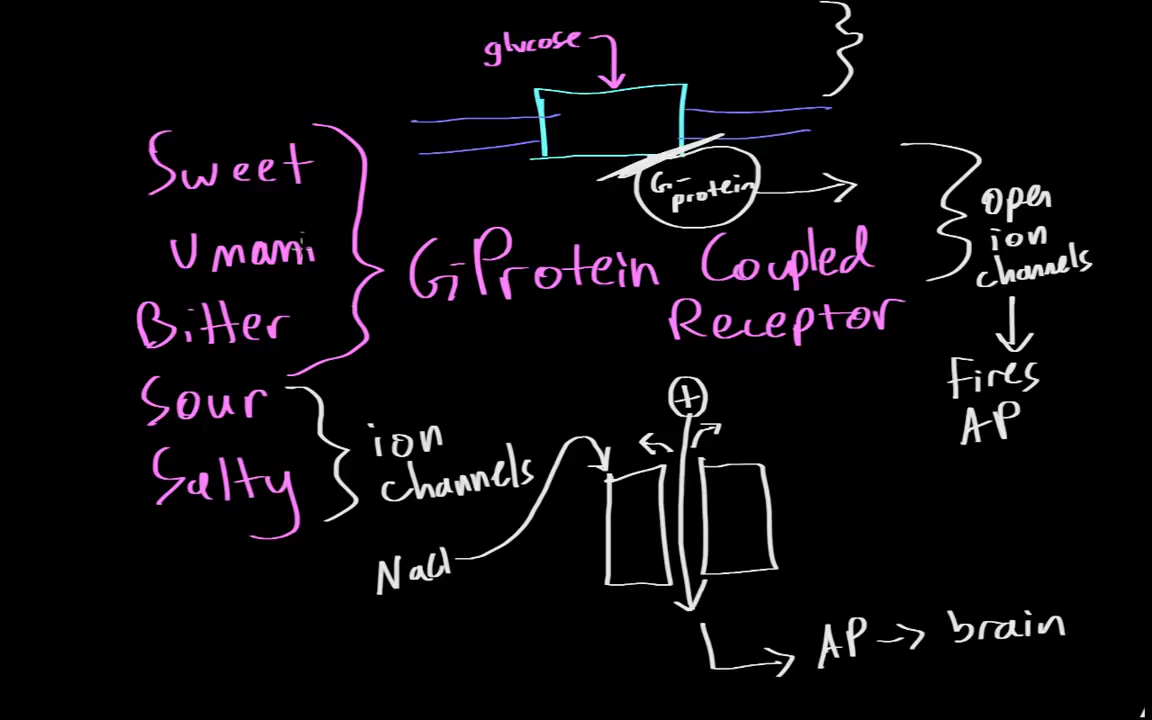 glucose
Sweet
Umami
Bitter
Sour
Salty
G-
protein
G Protein Coupled
Receptor
open
ion
channels
Fires
AP
ion
channels
+
NaCl
AP → brain